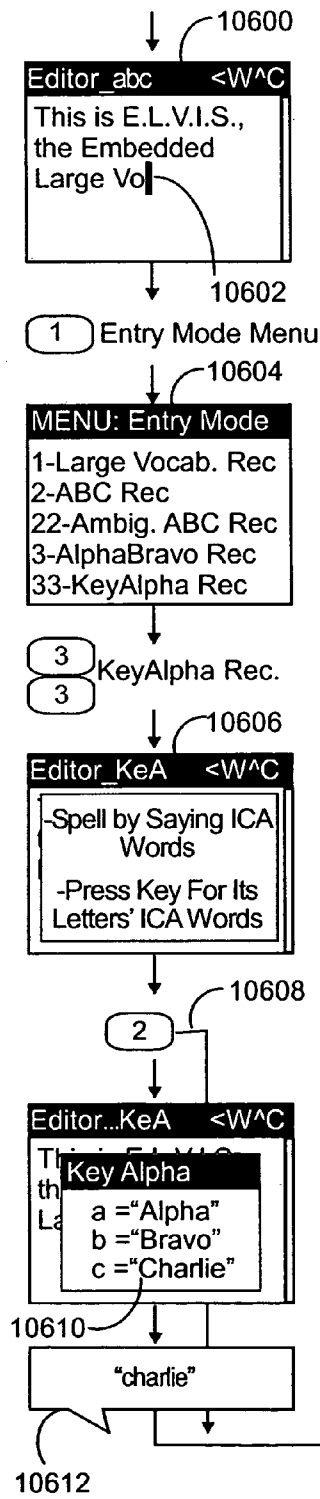 10600
Editor_abc <W^C
This is E.L.V.I.S.,
the Embedded
Large Vo
10602
1 Entry Mode Menu
10604
MENU: Entry Mode
1-Large Vocab. Rec
2-ABC Rec
22-Ambig. ABC Rec
3-AlphaBravo Rec
33-KeyAlpha Rec
3
KeyAlpha Rec.
3
10606
Editor_KeA <W^C
-Spell by Saying ICA
Words
-Press Key For Its
Letters' ICA Words
10608
2
Editor...KeA <W^C
Key Alpha
a ="Alpha"
b ="Bravo"
c ="Charlie"
10610
"charlie"
10612